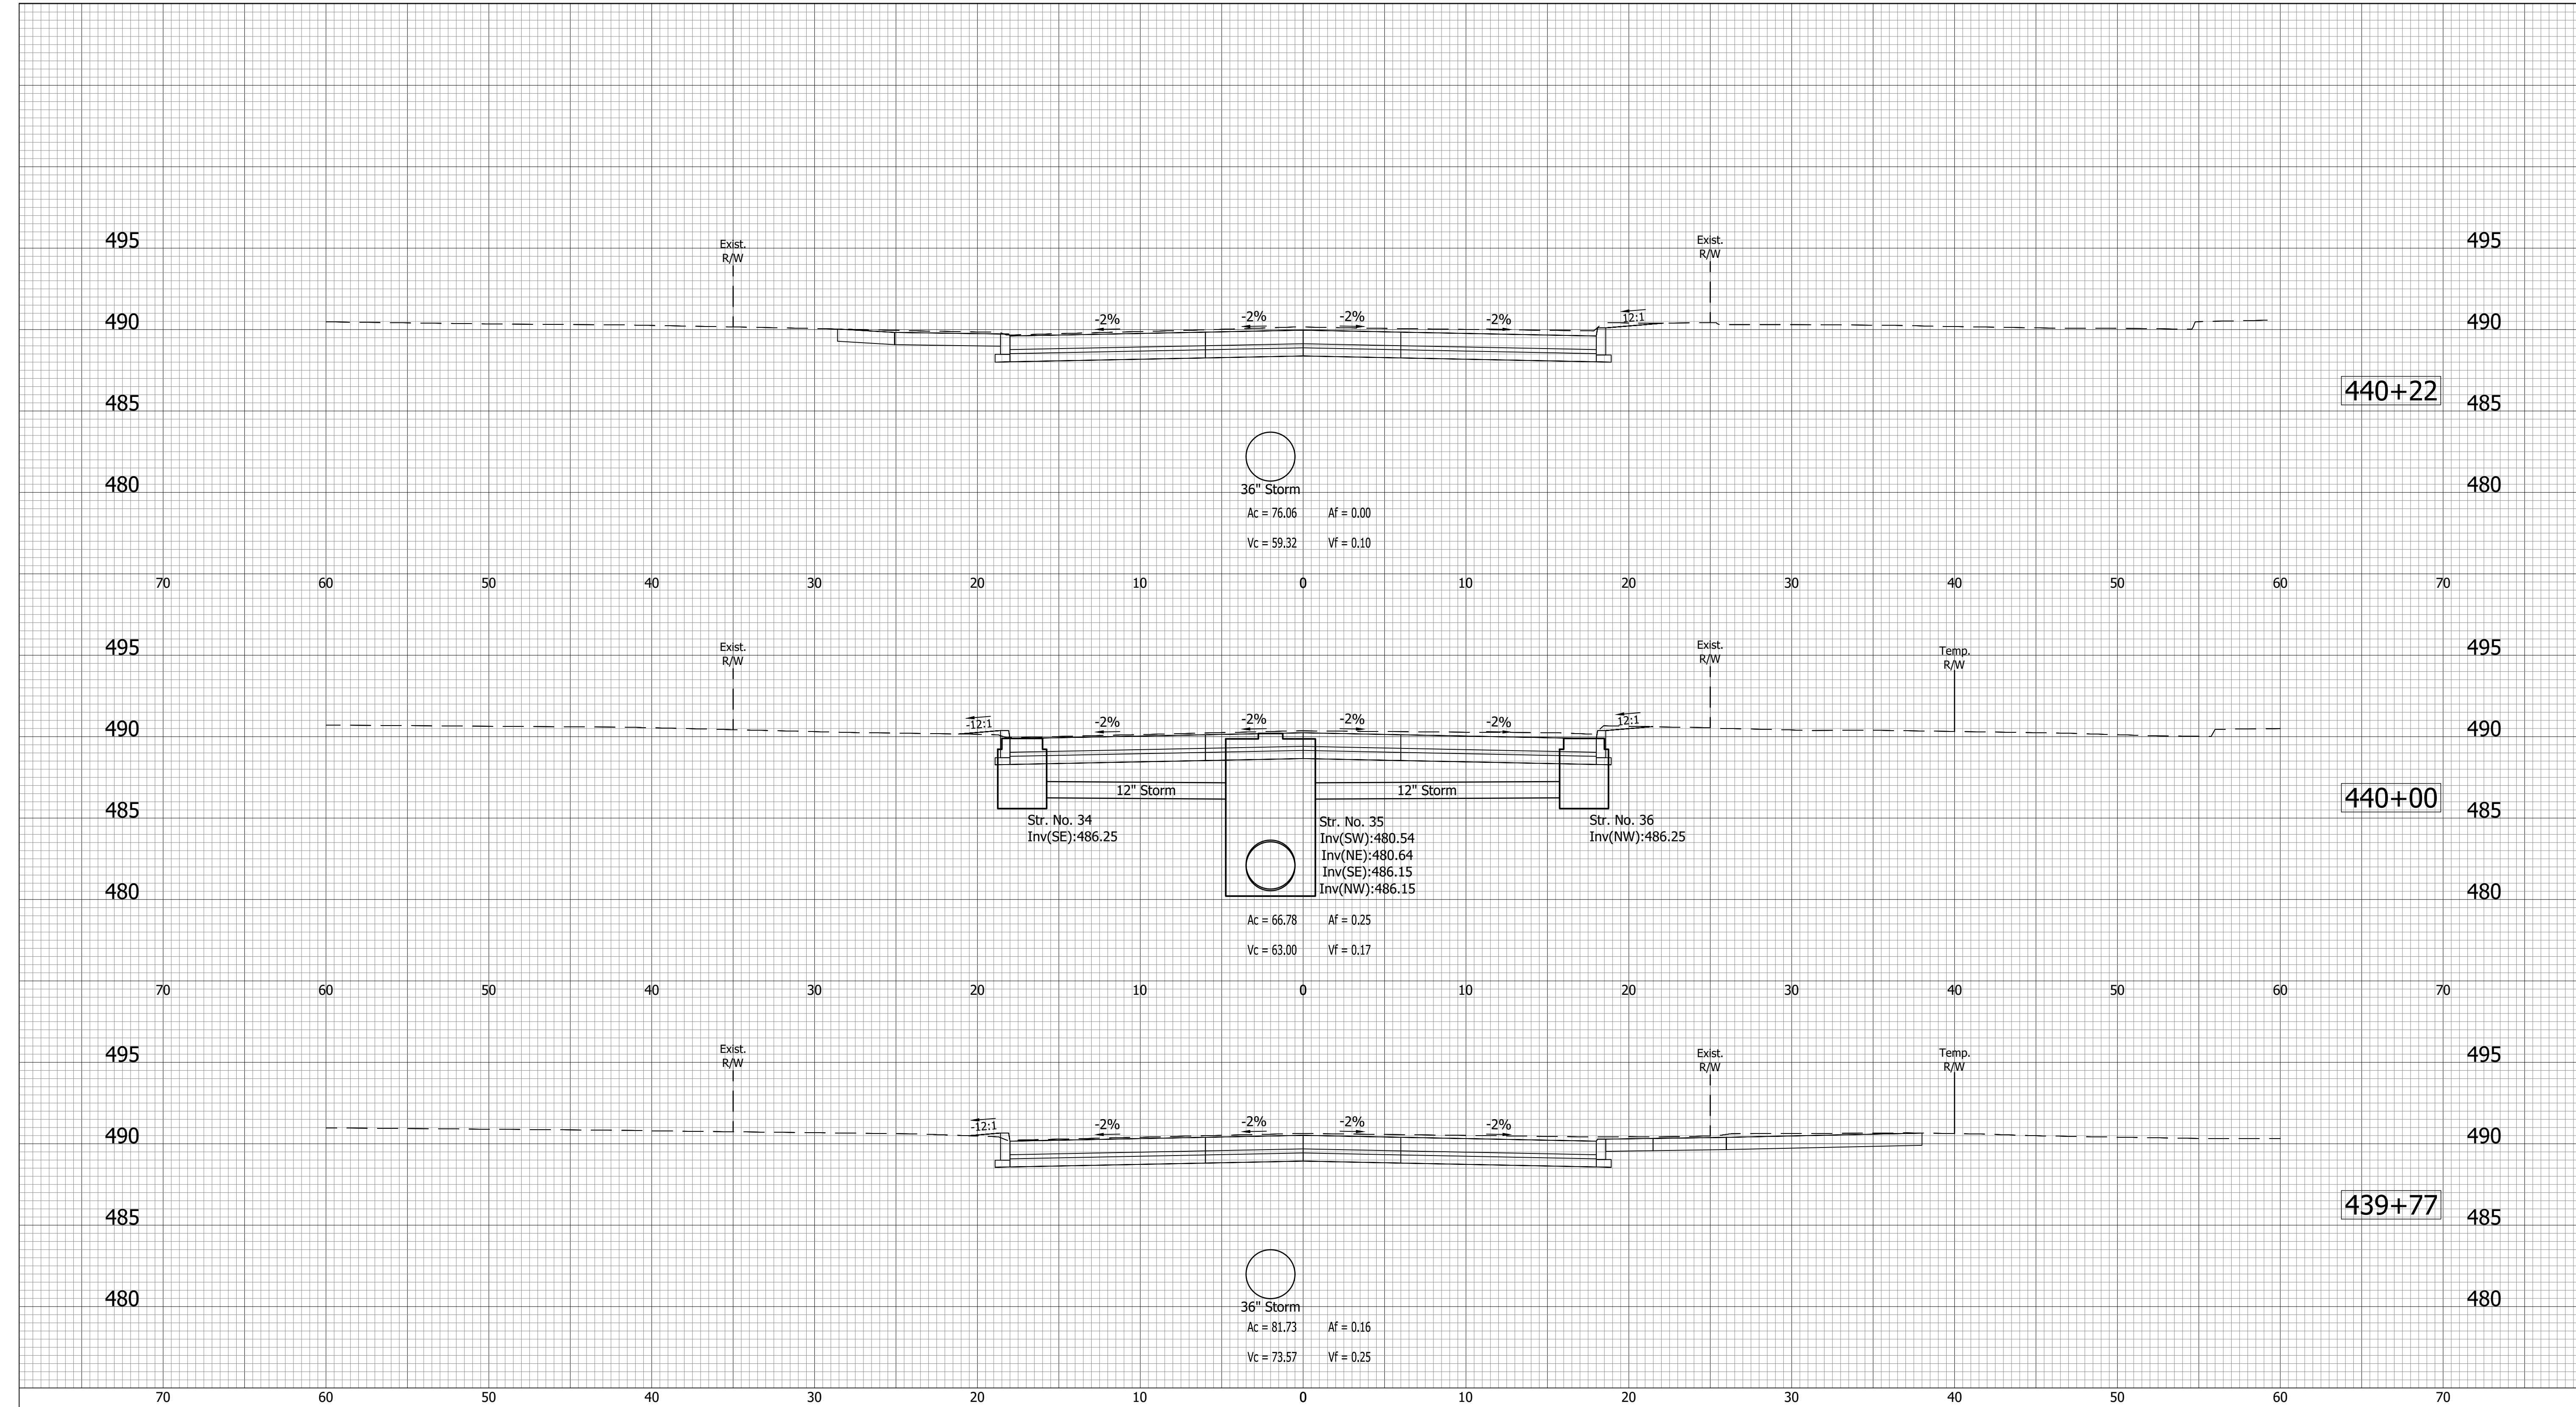 Exist.
R/W
Exist.
R/W
495
495
-2%
-2%
-2%
-2%
12:1
490
490
440+22
485
485
480
480
36" Storm
Ac = 76.06 Af = 0.00
Vc = 59.32 Vf = 0.10
70 60 50 40 30 20 10 0 10 20 30 40 50 60 70
Exist.
R/W
Exist.
R/W
Temp.
R/W
495
495
-12:1
-2%
-2%
-2%
-2%
12:1
490
490
12" Storm
12" Storm
440+00
485
485
Str. No. 34
Inv(SE):486.25
Str. No. 35
Inv(SW):480.54
Inv(NE):480.64
Inv(SE):486.15
Inv(NW):486.15
Str. No. 36
Inv(NW):486.25
480
480
Ac = 66.78 Af = 0.25
Vc = 63.00 Vf = 0.17
70 60 50 40 30 20 10 0 10 20 30 40 50 60 70
Exist.
R/W
Exist.
R/W
Temp.
R/W
495
495
-12:1
-2%
-2%
-2%
-2%
490
490
439+77
485
485
480
480
36" Storm
Ac = 81.73 Af = 0.16
Vc = 73.57 Vf = 0.25
70 60 50 40 30 20 10 0 10 20 30 40 50 60 70